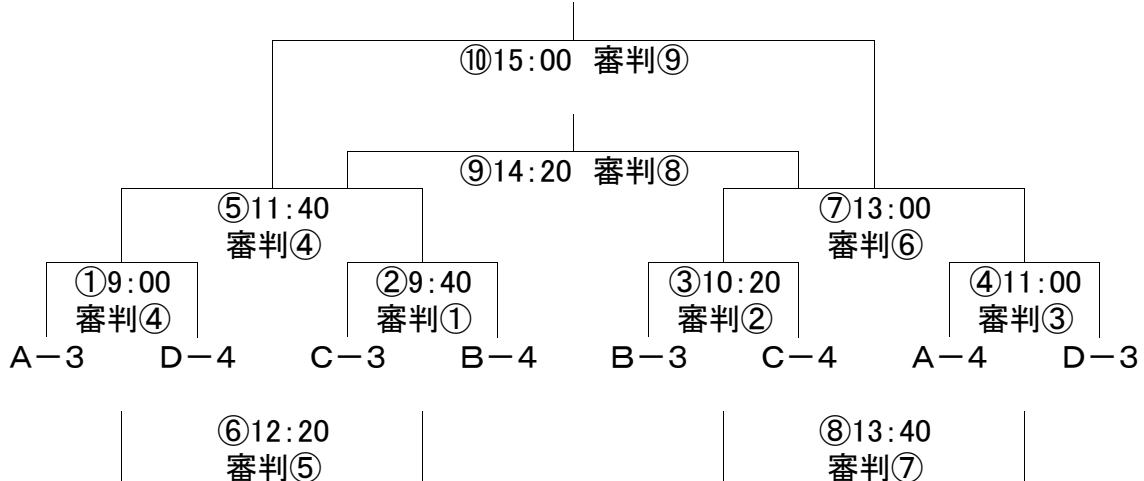 ⑩15:00 審判⑨
⑨14:20 審判⑧
⑤11:40
審判④
⑦13:00
審判⑥
①9:00
審判④
②9:40
審判①
③10:20
審判②
④11:00
審判③
A-3 D-4 C-3 B-4 B-3 C-4 A-4 D-3
⑥12:20
審判⑤
⑧13:40
審判⑦